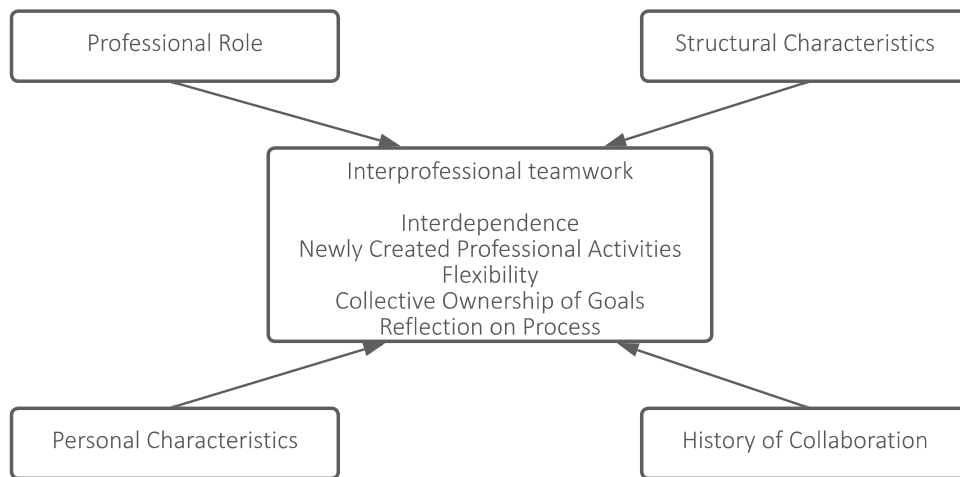 Professional Role
Structural Characteristics
Interprofessional teamwork
Interdependence
Newly Created Professional Activities
Flexibility
Collective Ownership of Goals
Reflection on Process
Personal Characteristics
History of Collaboration